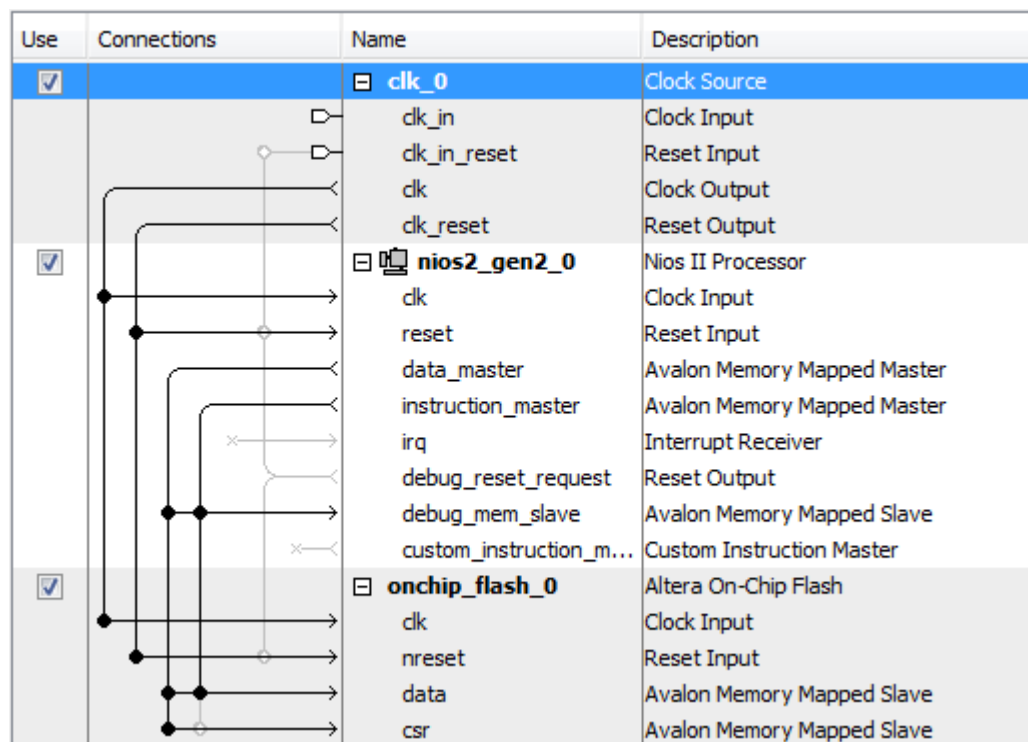 Use Connections Name Description
clk_0 Clock Source
clk_in Clock Input
clk_in_reset Reset Input
clk Clock Output
clk_reset Reset Output
nios2_gen2_0 Nios II Processor
clk Clock Input
reset Reset Input
data_master Avalon Memory Mapped Master
instruction_master Avalon Memory Mapped Master
irq Interrupt Receiver
debug_reset_request Reset Output
debug_mem_slave Avalon Memory Mapped Slave
custom_instruction_m... Custom Instruction Master
onchip_flash_0 Altera On-Chip Flash
clk Clock Input
nreset Reset Input
data Avalon Memory Mapped Slave
csr Avalon Memory Mapped Slave